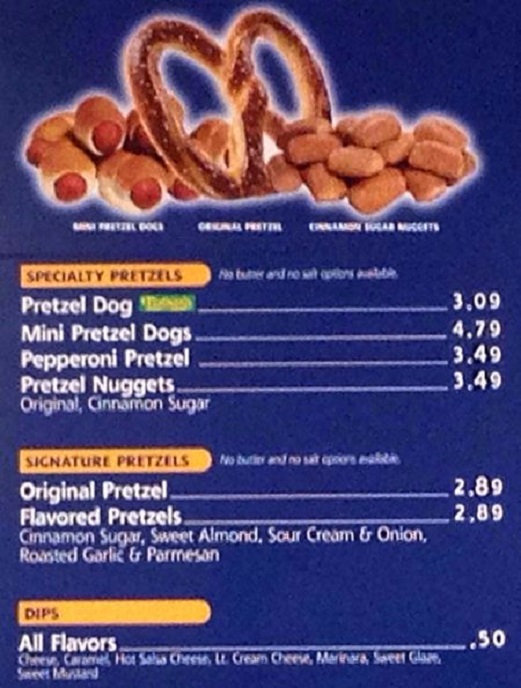 MINI PRETZEL DOGS ORIGINAL PRETZEL CINNAMON SUGAR NUGGETS
SPECIALTY PRETZELS No butter and no salt options available.
Pretzel Dog 3.09
Mini Pretzel Dogs 4.79
Pepperoni Pretzel 3.49
Pretzel Nuggets 3.49
Original, Cinnamon Sugar
SIGNATURE PRETZELS No butter and no salt options available.
Original Pretzel 2.89
Flavored Pretzels 2.89
Cinnamon Sugar, Sweet Almond, Sour Cream & Onion,
Roasted Garlic & Parmesan
DIPS
All Flavors .50
Cheese, Caramel, Hot Salsa Cheese, Lt. Cream Cheese, Marinara, Sweet Glaze,
Sweet Mustard